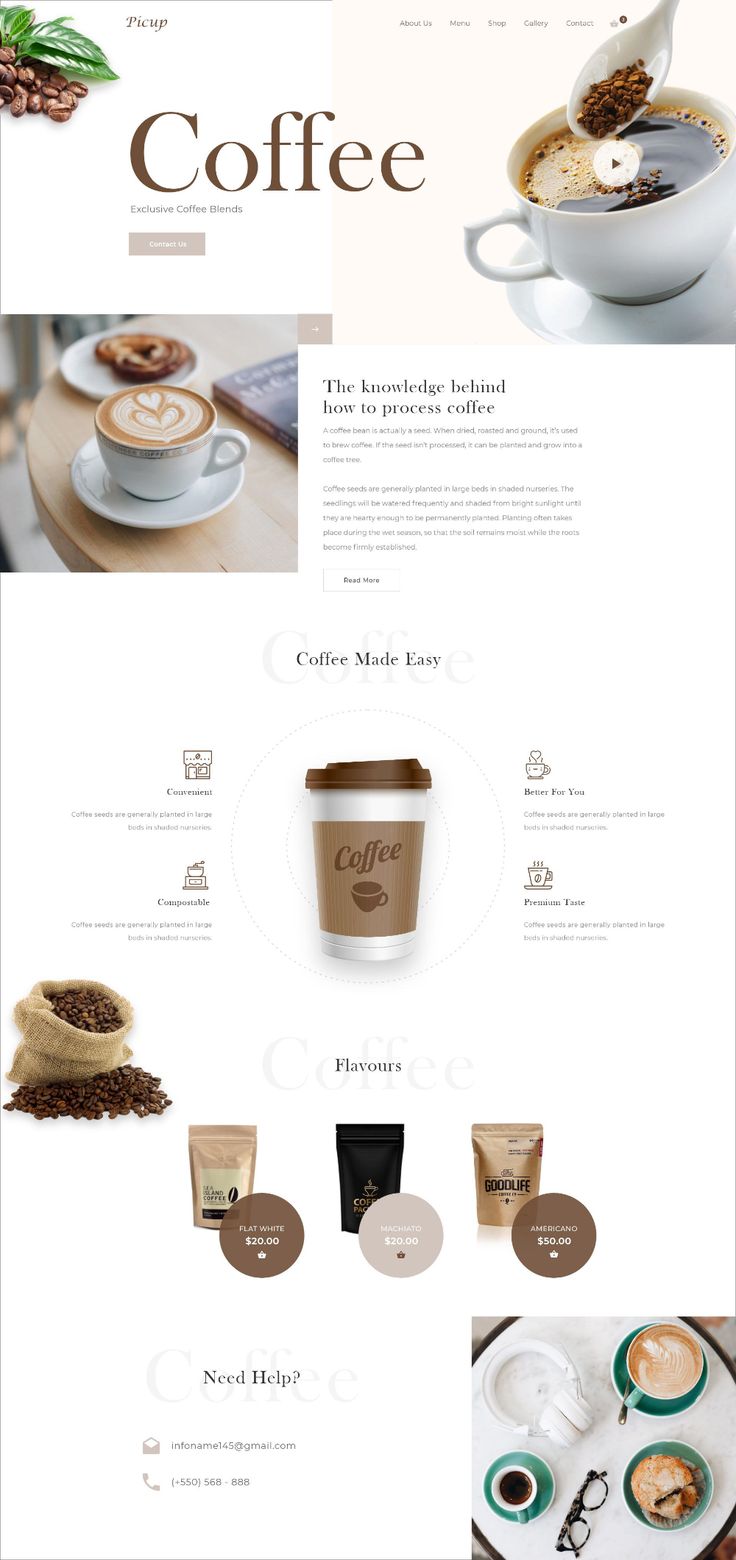 Picup
About Us Menu Shop Gallery Contact
Coffee
Exclusive Coffee Blends
Contact Us
The knowledge behind
how to process coffee
A coffee bean is actually a seed. When dried, roasted and ground, it's used
to brew coffee. If the seed isn't processed, it can be planted and grow into a
coffee tree.
Coffee seeds are generally planted in large beds in shaded nurseries. The
seedlings will be watered frequently and shaded from bright sunlight until
they are hearty enough to be permanently planted. Planting often takes
place during the wet season, so that the soil remains moist while the roots
become firmly established.
Read More
Coffee
Coffee Made Easy
Convenient
Coffee seeds are generally planted in large
beds in shaded nurseries.
Compostable
Coffee seeds are generally planted in large
beds in shaded nurseries.
Coffee
Better For You
Coffee seeds are generally planted in large
beds in shaded nurseries.
Premium Taste
Coffee seeds are generally planted in large
beds in shaded nurseries.
Coffee
Flavours
SEA
ISLAND
COFFEE
FLAT WHITE
$20.00
MACHIATO
$20.00
GOODLIFE
COFFEE Co
AMERICANO
$50.00
Coffee
Need Help?
infoname145@gmail.com
(+550) 568 - 888